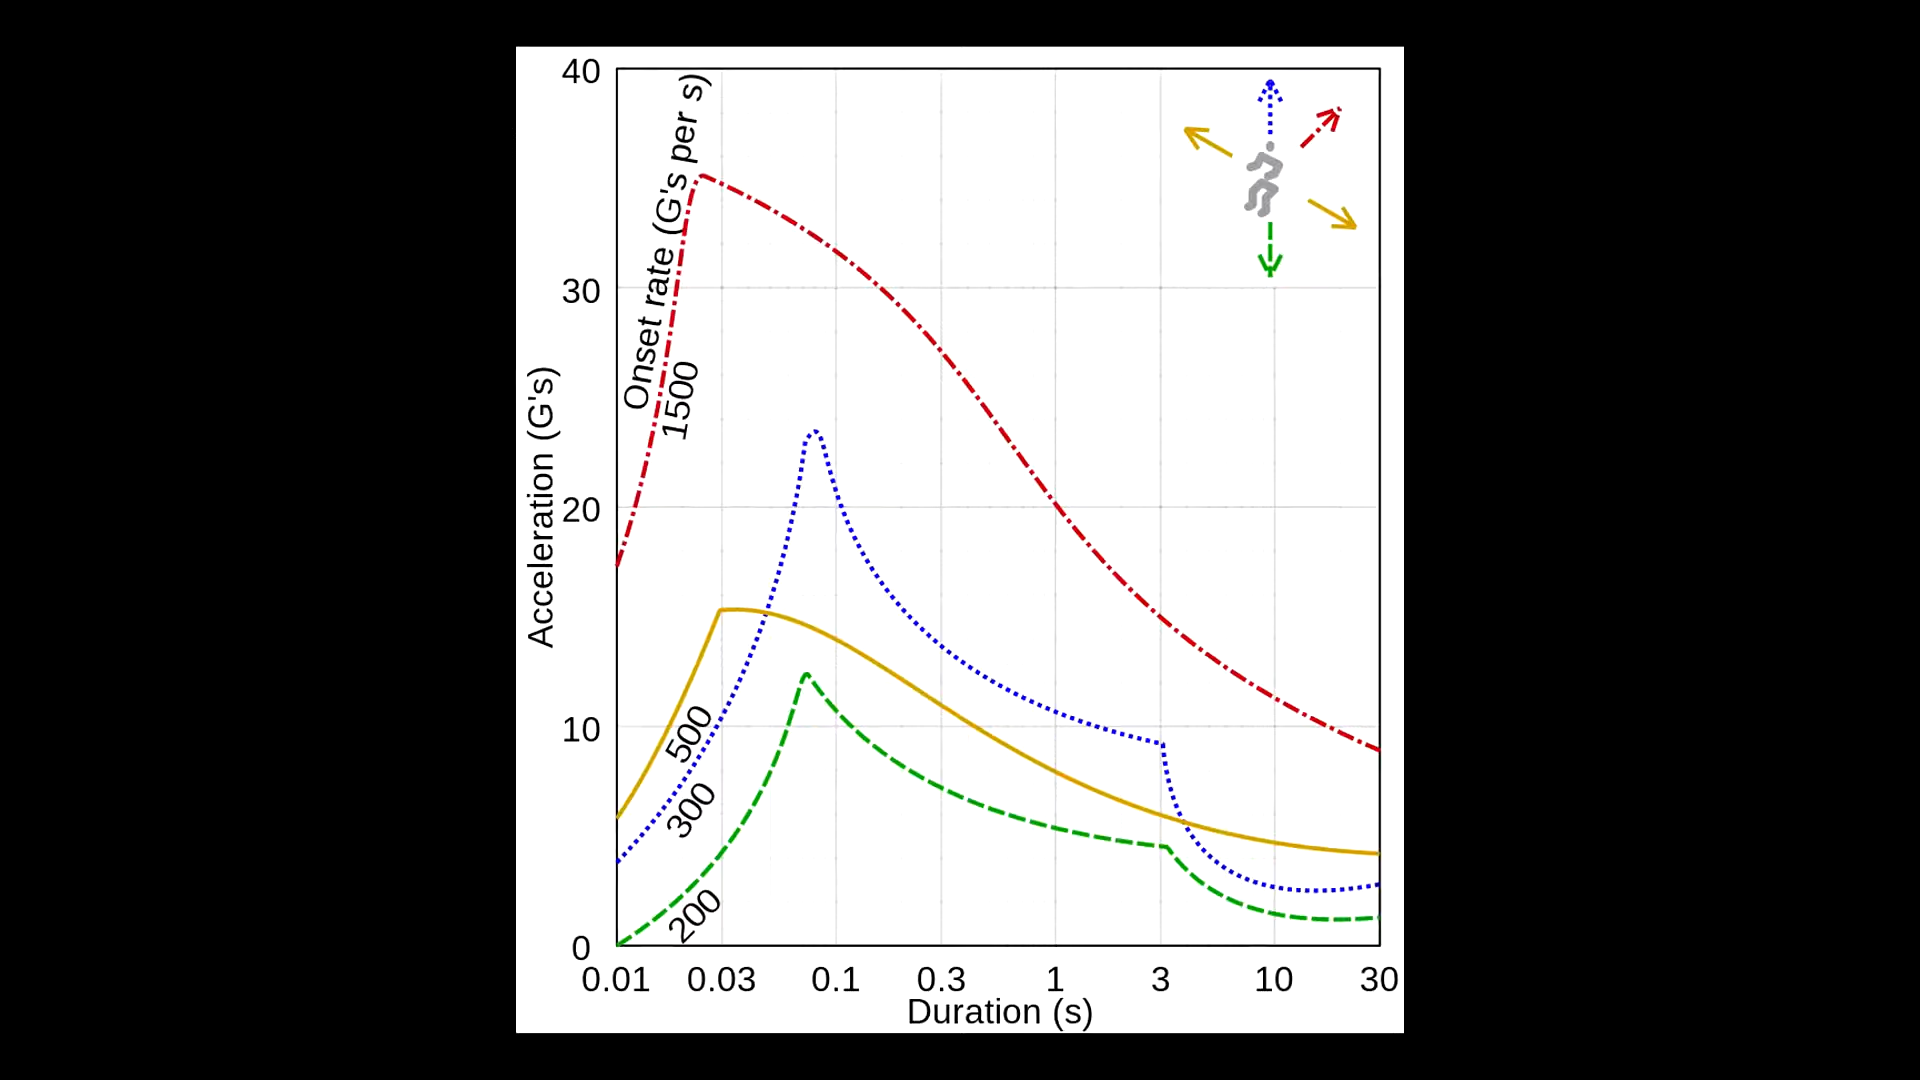 40
30
20
10
0
Acceleration (G's)
Onset rate (G's per s)
1500
500
300
200
0.01 0.03 0.1 0.3 1 3 10 30
Duration (s)